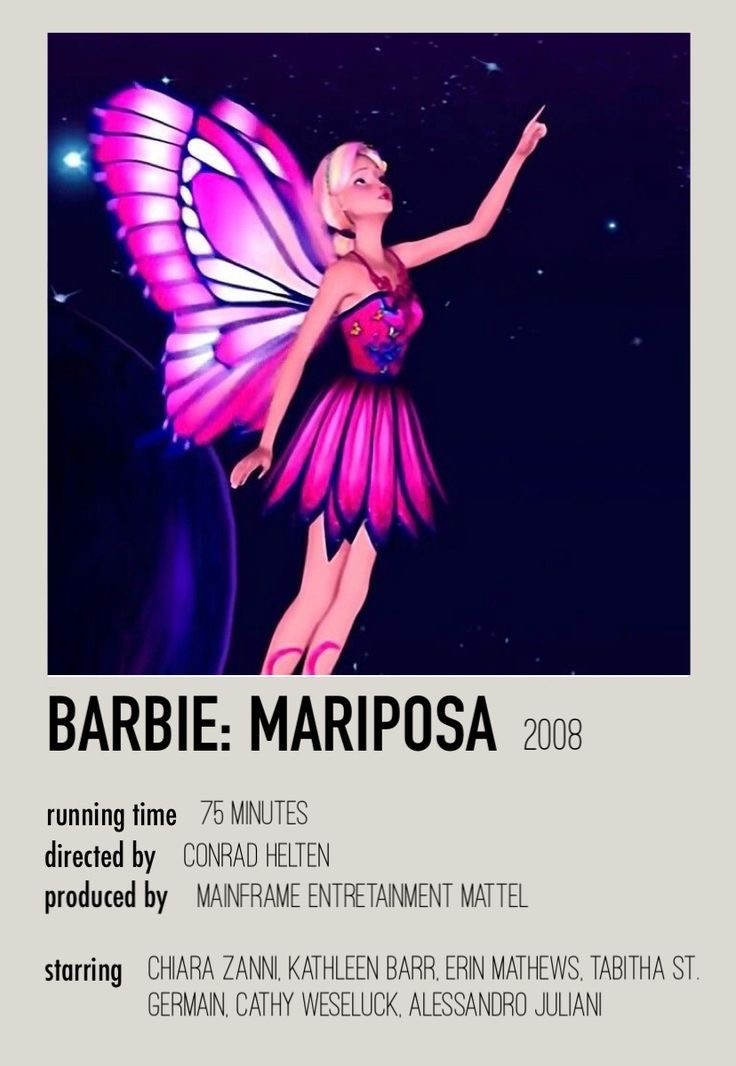 BARBIE: MARIPOSA 2008
running time 75 MINUTES
directed by CONRAD HELTEN
produced by MAINFRAME ENTRETAINMENT MATTEL
starring CHIARA ZANNI, KATHLEEN BARR, ERIN MATHEWS, TABITHA ST.
GERMAIN, CATHY WESELUCK, ALESSANDRO JULIANI